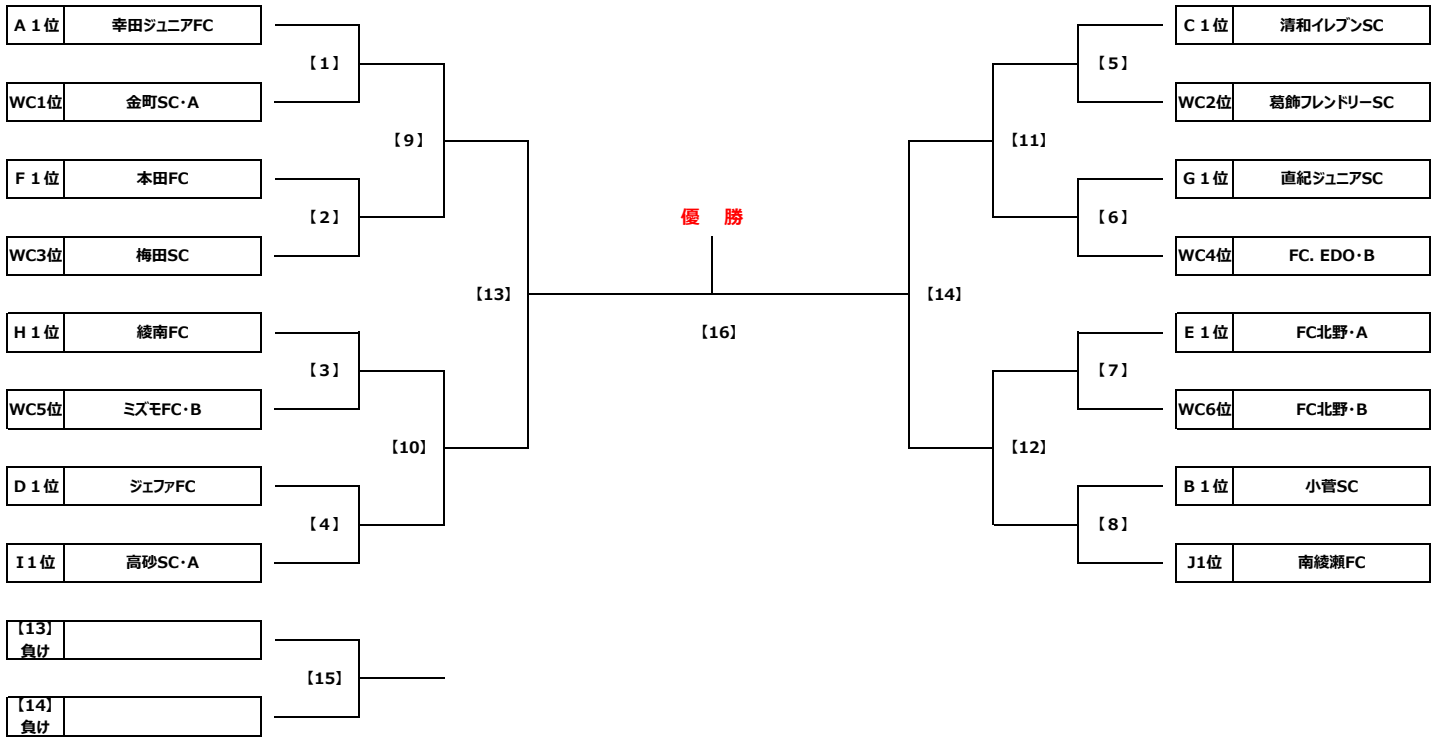 A１位 幸田ジュニアFC
【1】
WC1位 金町SC・A
【9】
F１位 本田FC
【2】
WC3位 梅田SC
【13】
H１位 綾南FC
【3】
WC5位 ミズモFC・B
【10】
D１位 ジェファFC
【4】
I１位 高砂SC・A
優　勝
【16】
C１位 清和イレブンSC
【5】
WC2位 葛飾フレンドリーSC
【11】
G１位 直紀ジュニアSC
【6】
WC4位 FC．EDO・B
【14】
E１位 FC北野・A
【7】
WC6位 FC北野・B
【12】
B１位 小菅SC
【8】
J1位 南綾瀬FC
【13】
負け
【15】
【14】
負け